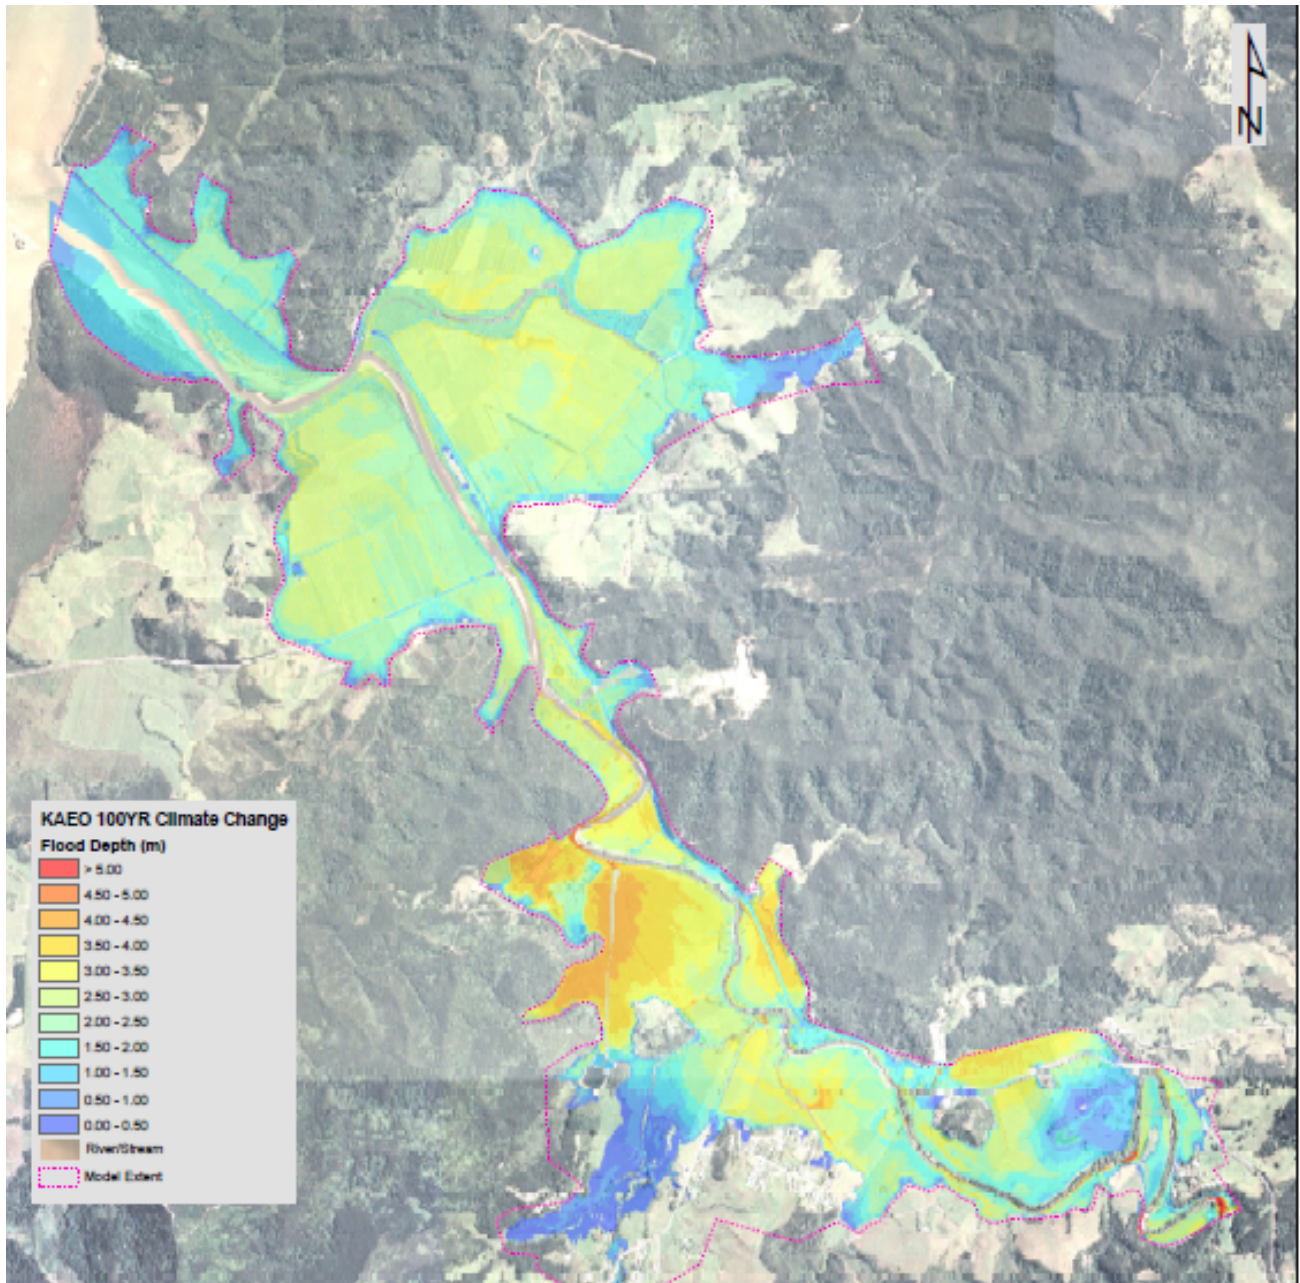 N
KAEO 100YR Climate Change
Flood Depth (m)
> 5.00
4.50 - 5.00
4.00 - 4.50
3.50 - 4.00
3.00 - 3.50
2.50 - 3.00
2.00 - 2.50
1.50 - 2.00
1.00 - 1.50
0.50 - 1.00
0.00 - 0.50
River/Stream
Model Extent